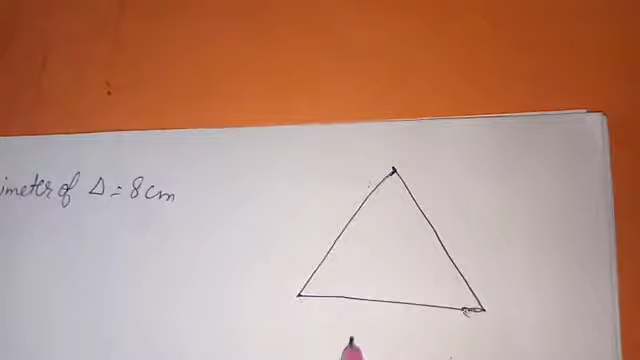 imeter of Δ = 8 cm